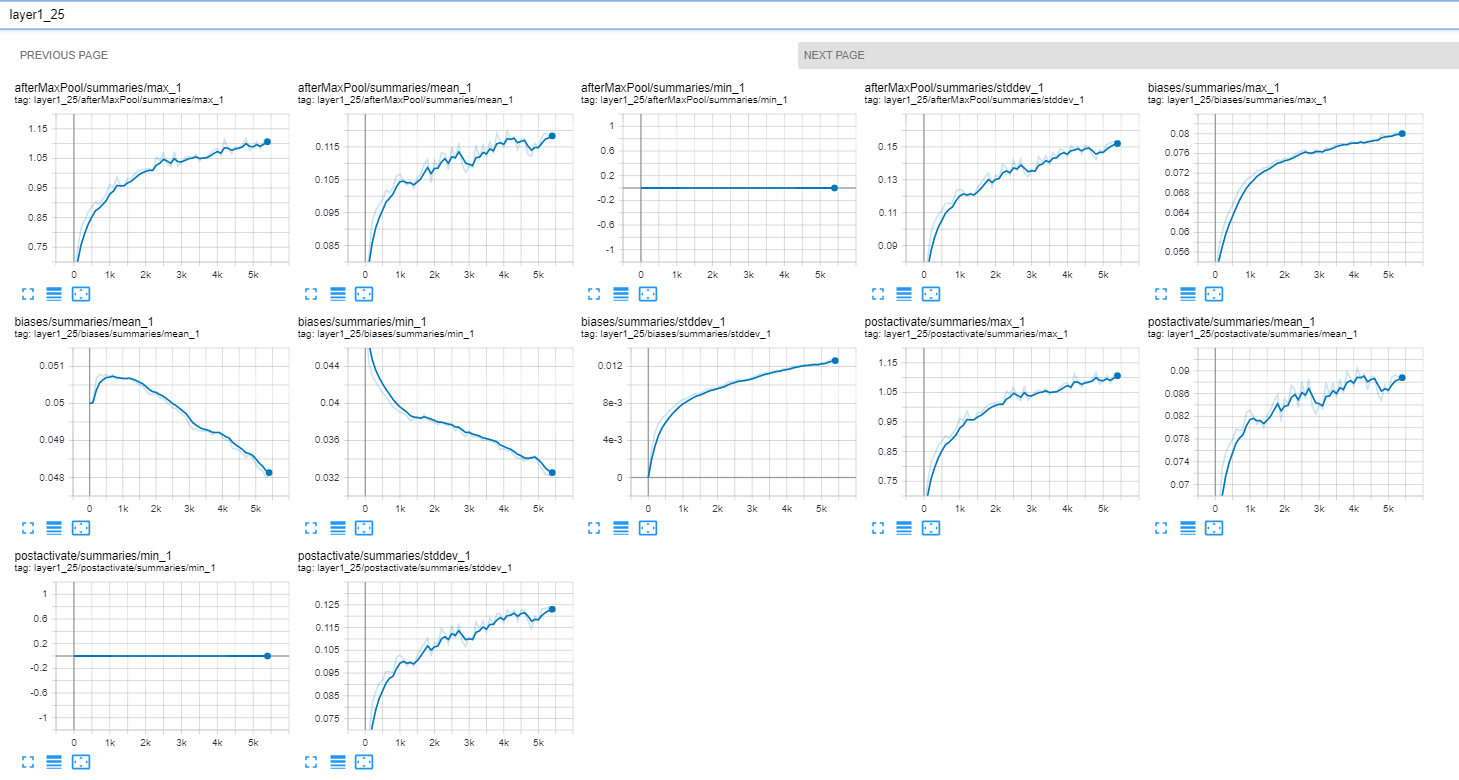 layer1_25
PREVIOUS PAGE
NEXT PAGE
afterMaxPool/summaries/max_1
tag: layer1_25/afterMaxPool/summaries/max_1
1.15
1.05
0.95
0.85
0.75
0 1k 2k 3k 4k 5k
afterMaxPool/summaries/mean_1
tag: layer1_25/afterMaxPool/summaries/mean_1
0.115
0.105
0.095
0.085
0 1k 2k 3k 4k 5k
afterMaxPool/summaries/min_1
tag: layer1_25/afterMaxPool/summaries/min_1
1
0.6
0.2
-0.2
-0.6
-1
0 1k 2k 3k 4k 5k
afterMaxPool/summaries/stddev_1
tag: layer1_25/afterMaxPool/summaries/stddev_1
0.15
0.13
0.11
0.09
0 1k 2k 3k 4k 5k
biases/summaries/max_1
tag: layer1_25/biases/summaries/max_1
0.08
0.076
0.072
0.068
0.064
0.06
0.056
0 1k 2k 3k 4k 5k
biases/summaries/mean_1
tag: layer1_25/biases/summaries/mean_1
0.051
0.05
0.049
0.048
0 1k 2k 3k 4k 5k
biases/summaries/min_1
tag: layer1_25/biases/summaries/min_1
0.044
0.04
0.036
0.032
0 1k 2k 3k 4k 5k
biases/summaries/stddev_1
tag: layer1_25/biases/summaries/stddev_1
0.012
8e-3
4e-3
0
0 1k 2k 3k 4k 5k
postactivate/summaries/max_1
tag: layer1_25/postactivate/summaries/max_1
1.15
1.05
0.95
0.85
0.75
0 1k 2k 3k 4k 5k
postactivate/summaries/mean_1
tag: layer1_25/postactivate/summaries/mean_1
0.09
0.086
0.082
0.078
0.074
0.07
0 1k 2k 3k 4k 5k
postactivate/summaries/min_1
tag: layer1_25/postactivate/summaries/min_1
1
0.6
0.2
-0.2
-0.6
-1
0 1k 2k 3k 4k 5k
postactivate/summaries/stddev_1
tag: layer1_25/postactivate/summaries/stddev_1
0.125
0.115
0.105
0.095
0.085
0.075
0 1k 2k 3k 4k 5k